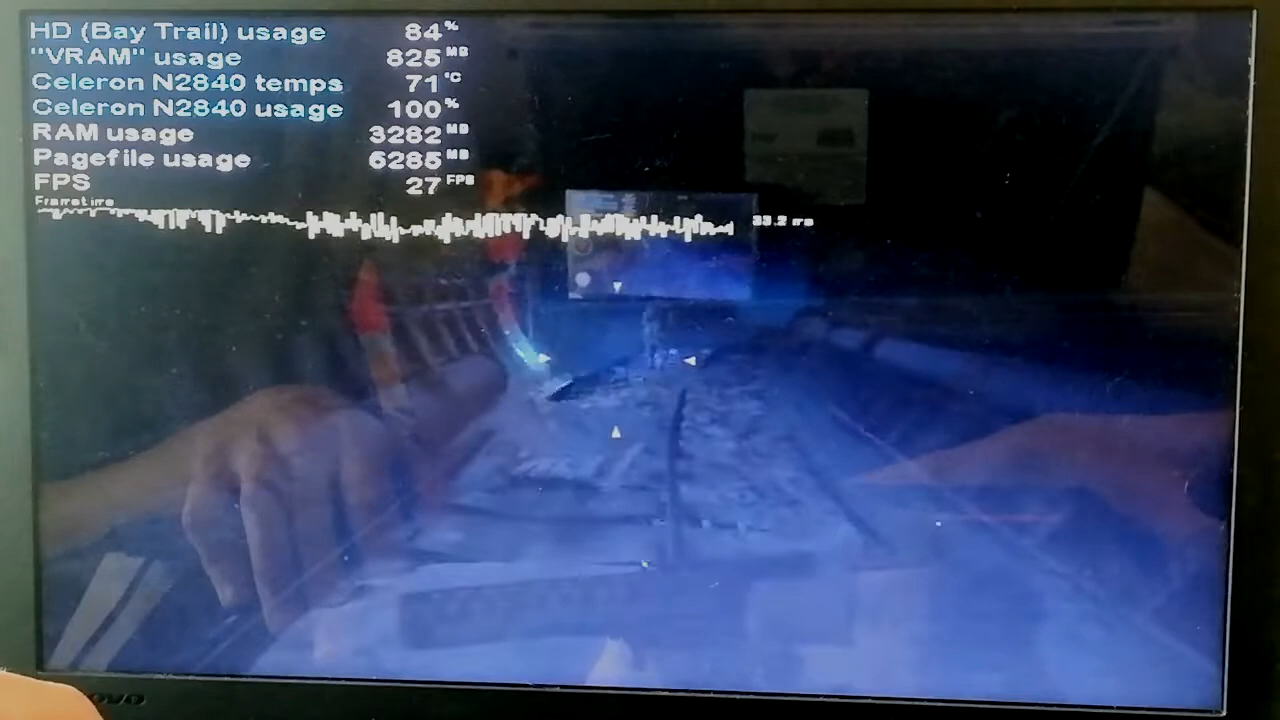 HD (Bay Trail) usage 84 %
"VRAM" usage 825 MB
Celeron N2840 temps 71 °C
Celeron N2840 usage 100 %
RAM usage 3282 MB
Pagefile usage 6285 MB
FPS 27 FPS
Frametime 33.2 ms